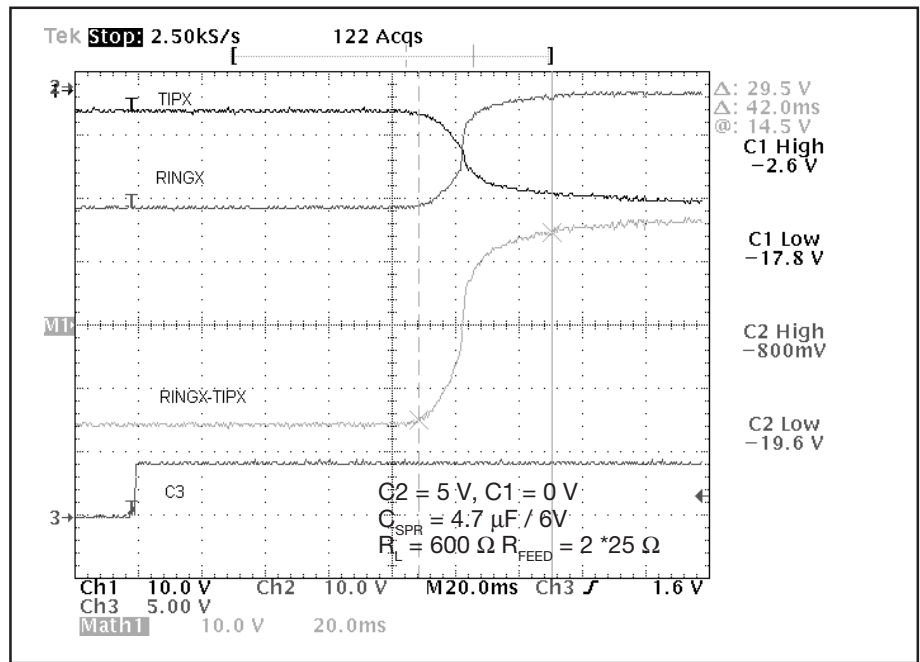 Tek Stop: 2.50kS/s 122 Acqs
[ ]
2→
T TIPX
Δ: 29.5 V
Δ: 42.0ms
@: 14.5 V
C1 High
−2.6 V
RINGX
T
C1 Low
−17.8 V
M1
C2 High
−800mV
RINGX-TIPX
C2 Low
−19.6 V
C3
T
3→
C2 = 5 V, C1 = 0 V
CSPR = 4.7 µF / 6V
RL = 600 Ω RFEED = 2 *25 Ω
Ch1 10.0 V Ch2 10.0 V M20.0ms Ch3 ƒ 1.6 V
Ch3 5.00 V
Math1 10.0 V 20.0ms